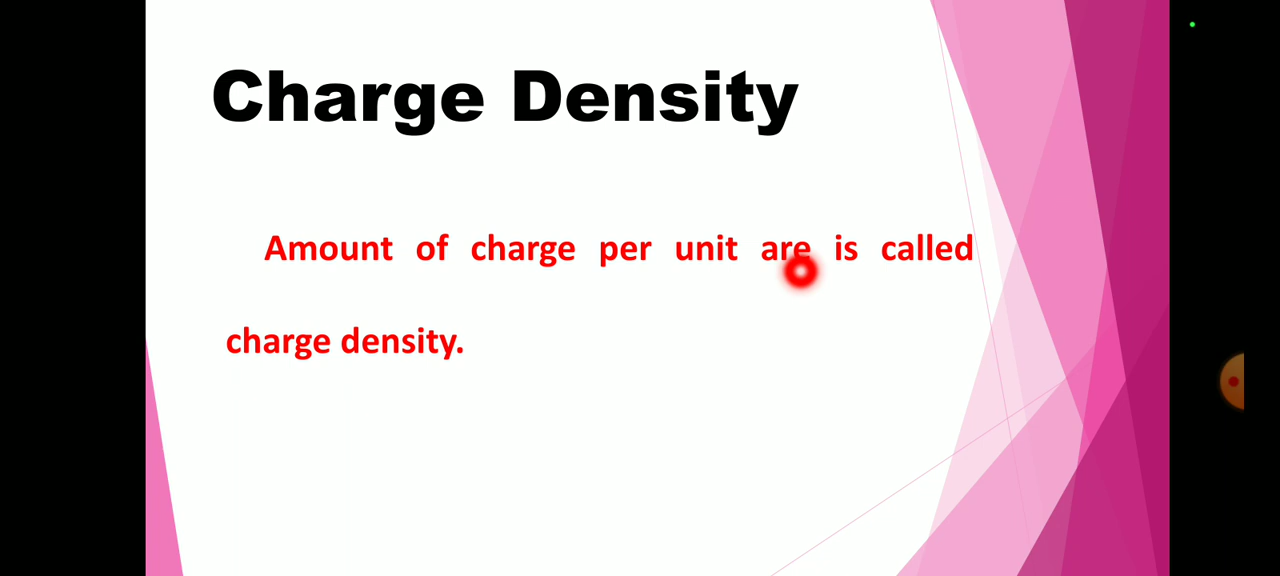 Charge Density
Amount of charge per unit are is called
charge density.